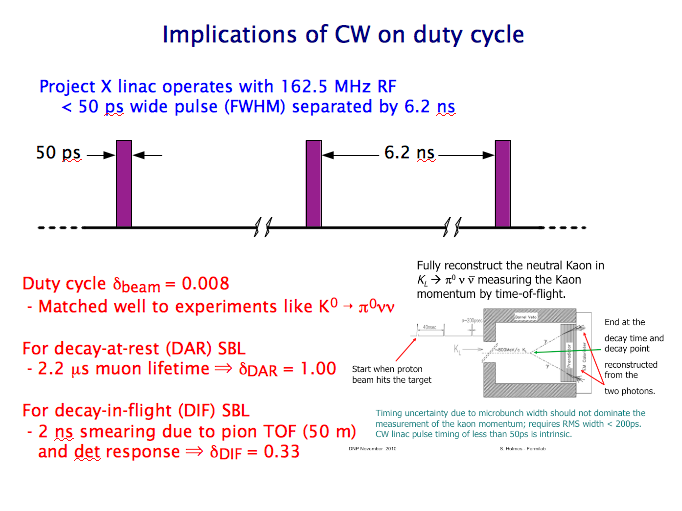 Implications of CW on duty cycle
Project X linac operates with 162.5 MHz RF
< 50 ps wide pulse (FWHM) separated by 6.2 ns
50 ps
6.2 ns
Duty cycle δbeam = 0.008
- Matched well to experiments like K⁰ → π⁰νν
For decay-at-rest (DAR) SBL
- 2.2 μs muon lifetime ⇒ δDAR = 1.00
For decay-in-flight (DIF) SBL
- 2 ns smearing due to pion TOF (50 m)
and det response ⇒ δDIF = 0.33
Fully reconstruct the neutral Kaon in
KL → π⁰ ν ν̄ measuring the Kaon
momentum by time-of-flight.
Start when proton
beam hits the target
KL
γ
γ
End at the
decay time and
decay point
reconstructed
from the
two photons.
Timing uncertainty due to microbunch width should not dominate the
measurement of the kaon momentum; requires RMS width < 200ps.
CW linac pulse timing of less than 50ps is intrinsic.
DNP November 2010
S. Holmes - Fermilab